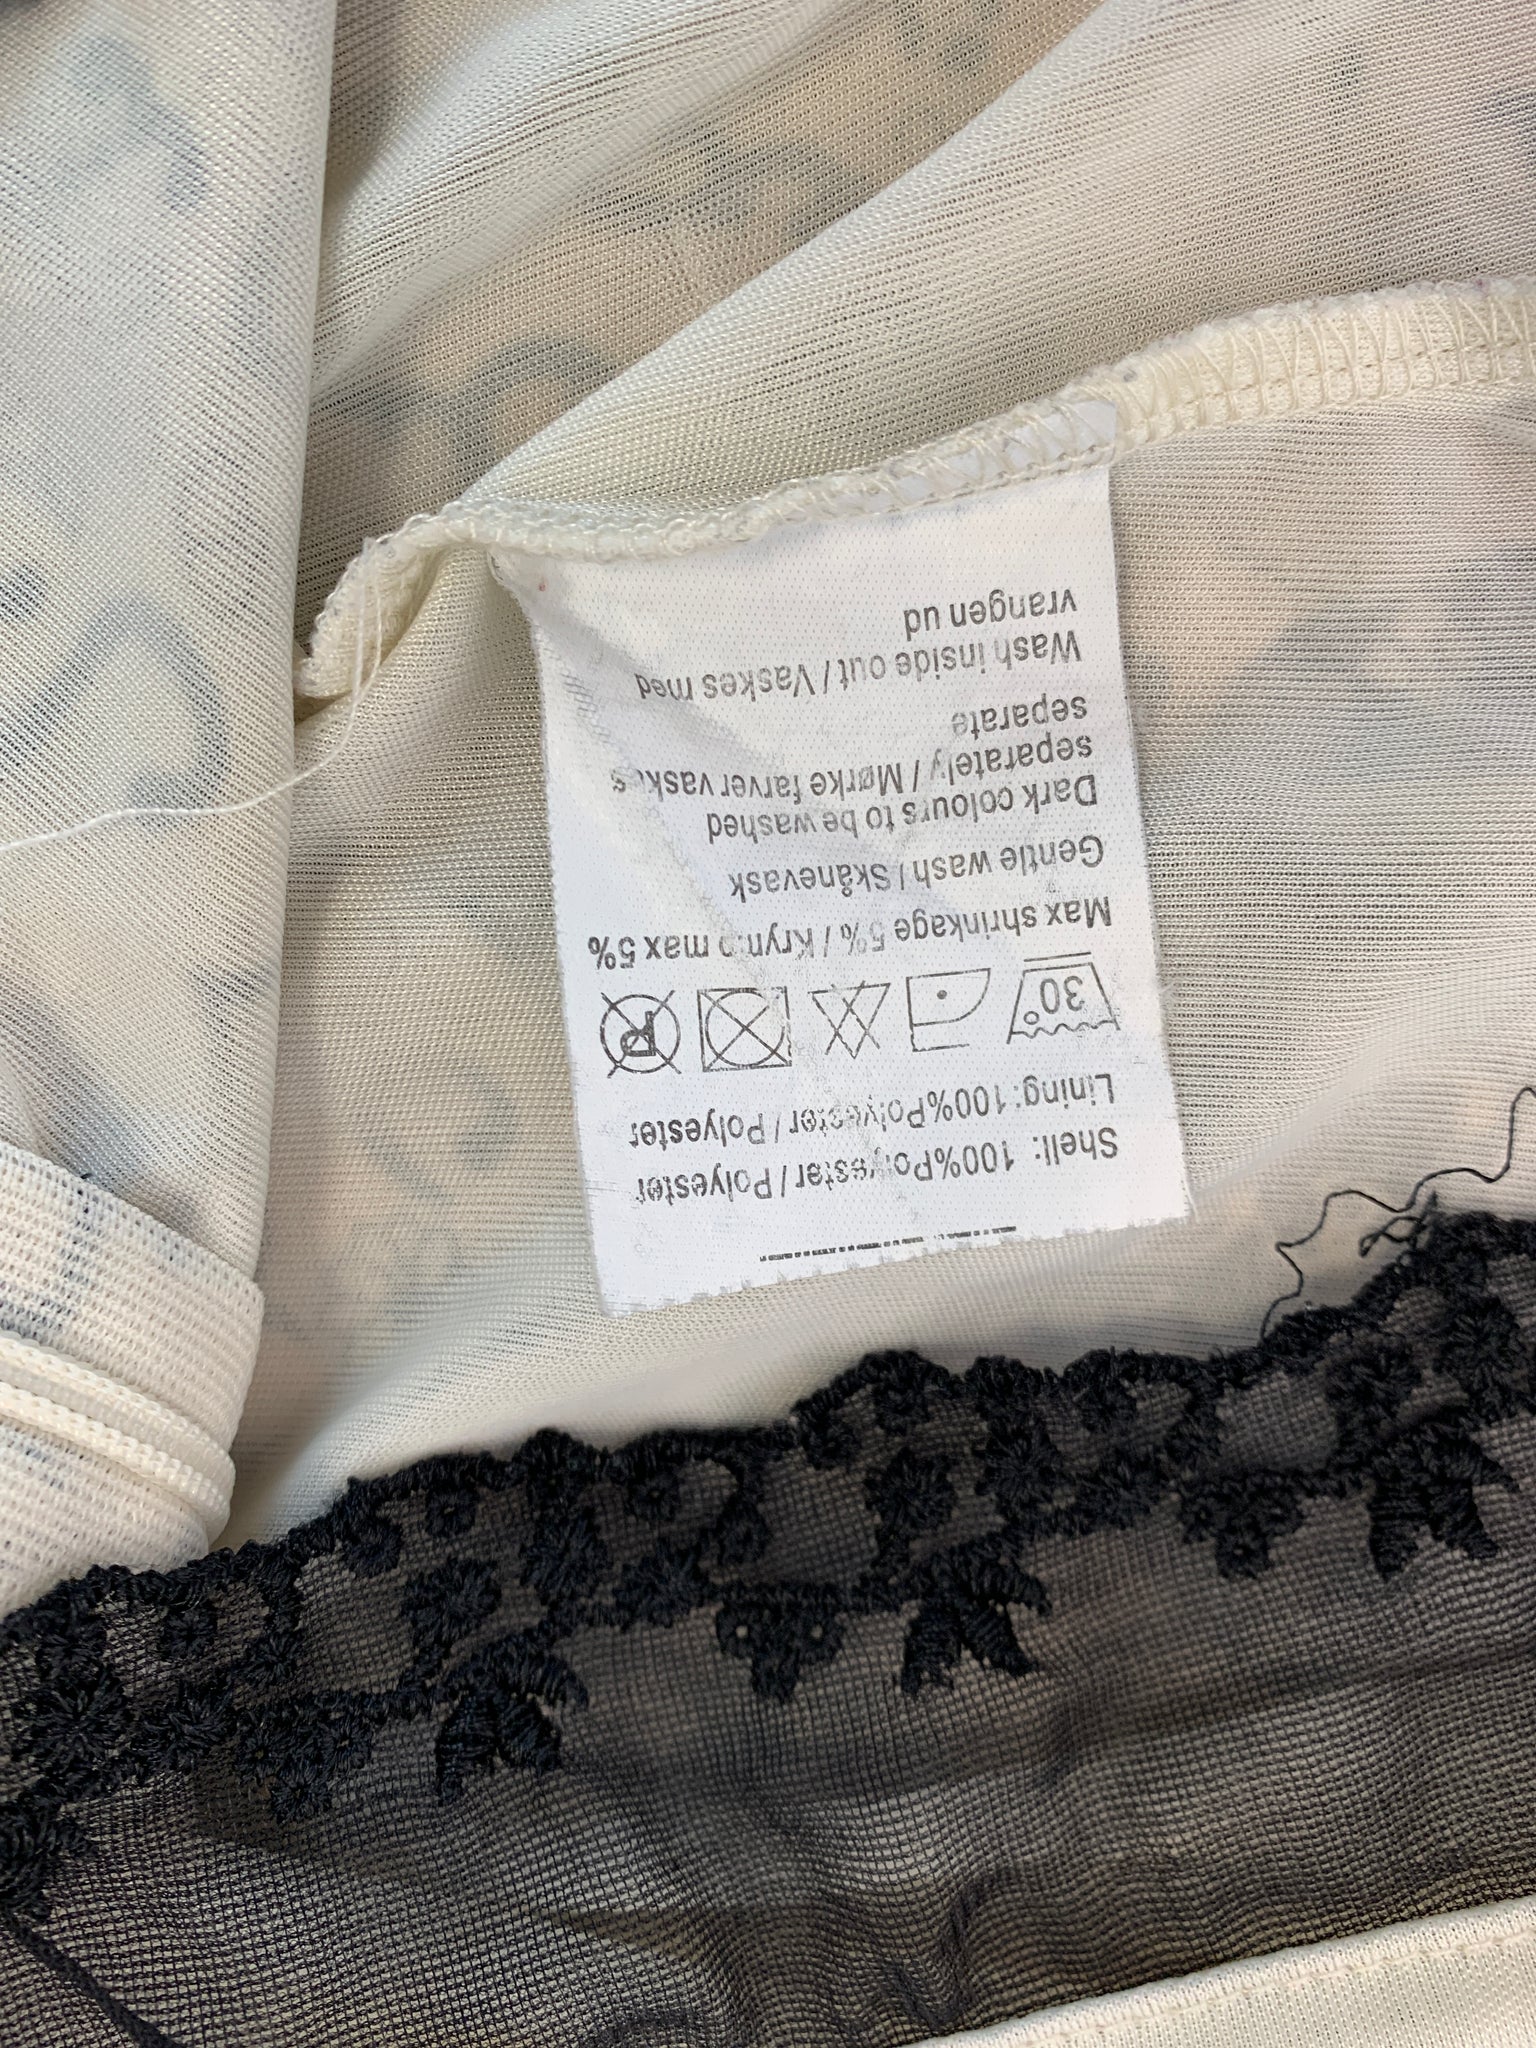 Shell: 100%Polyester / Polyester
Lining:100%Polyester / Polyester
30°
P
Max shrinkage 5% / Krymp max 5%
Gentle wash / Skånevask
Dark colours to be washed
separately / Mørke farver vaskes
separate
Wash inside out / Vaskes med
vrangen ud